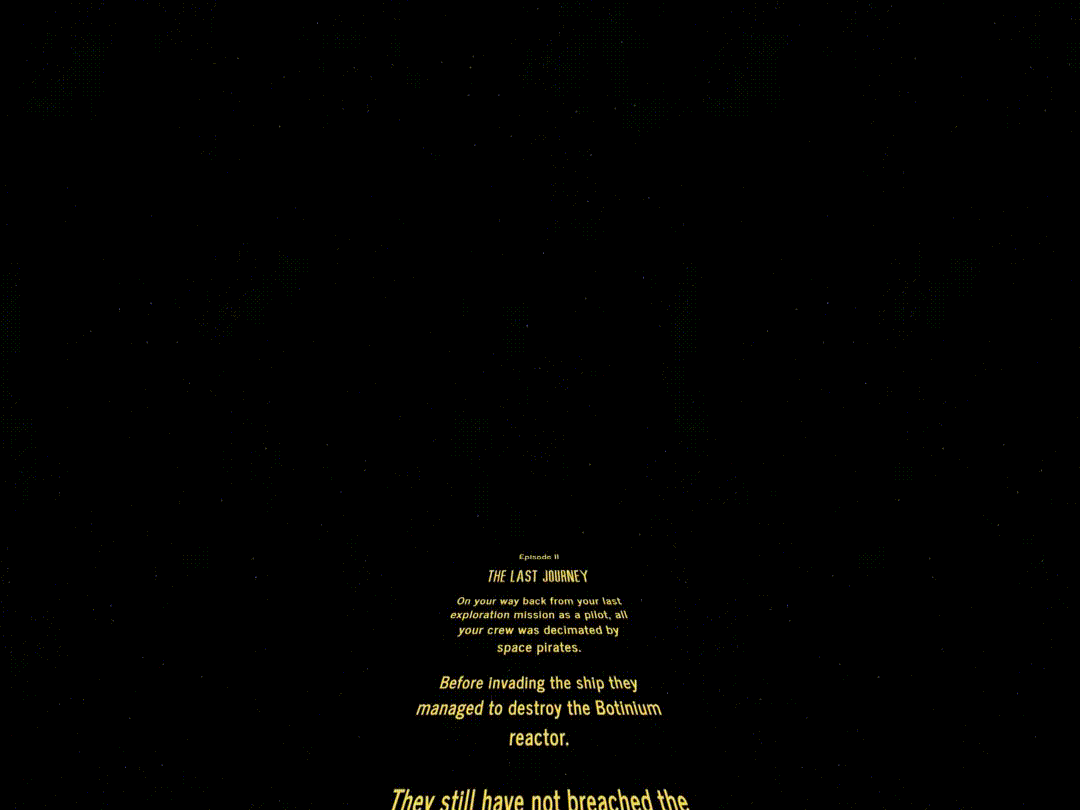 Episode II
THE LAST JOURNEY
On your way back from your last
exploration mission as a pilot, all
your crew was decimated by
space pirates.
Before invading the ship they
managed to destroy the Botinium
reactor.
They still have not breached the